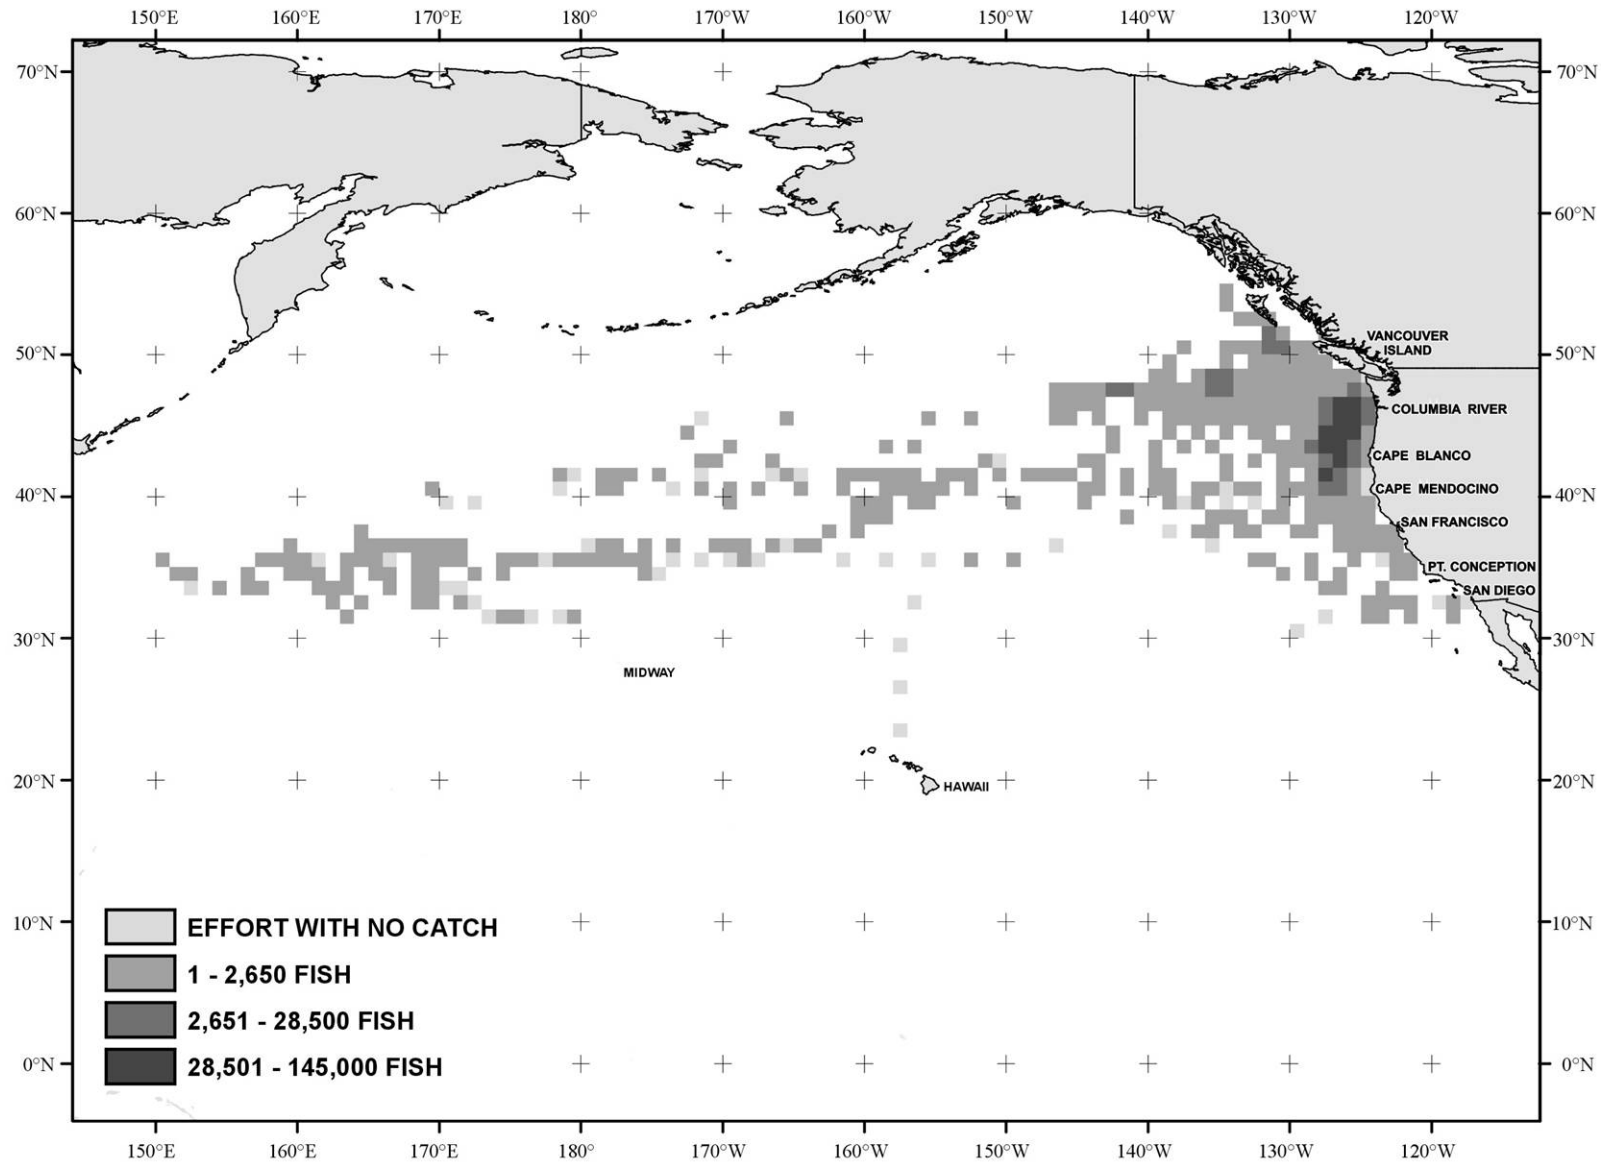 150°E 160°E 170°E 180° 170°W 160°W 150°W 140°W 130°W 120°W
70°N 70°N
60°N 60°N
VANCOUVER
ISLAND
50°N 50°N
COLUMBIA RIVER
CAPE BLANCO
CAPE MENDOCINO
40°N 40°N
SAN FRANCISCO
PT. CONCEPTION
SAN DIEGO
30°N 30°N
MIDWAY
20°N 20°N
HAWAII
10°N 10°N
EFFORT WITH NO CATCH
1 - 2,650 FISH
2,651 - 28,500 FISH
28,501 - 145,000 FISH
0°N 0°N
150°E 160°E 170°E 180° 170°W 160°W 150°W 140°W 130°W 120°W